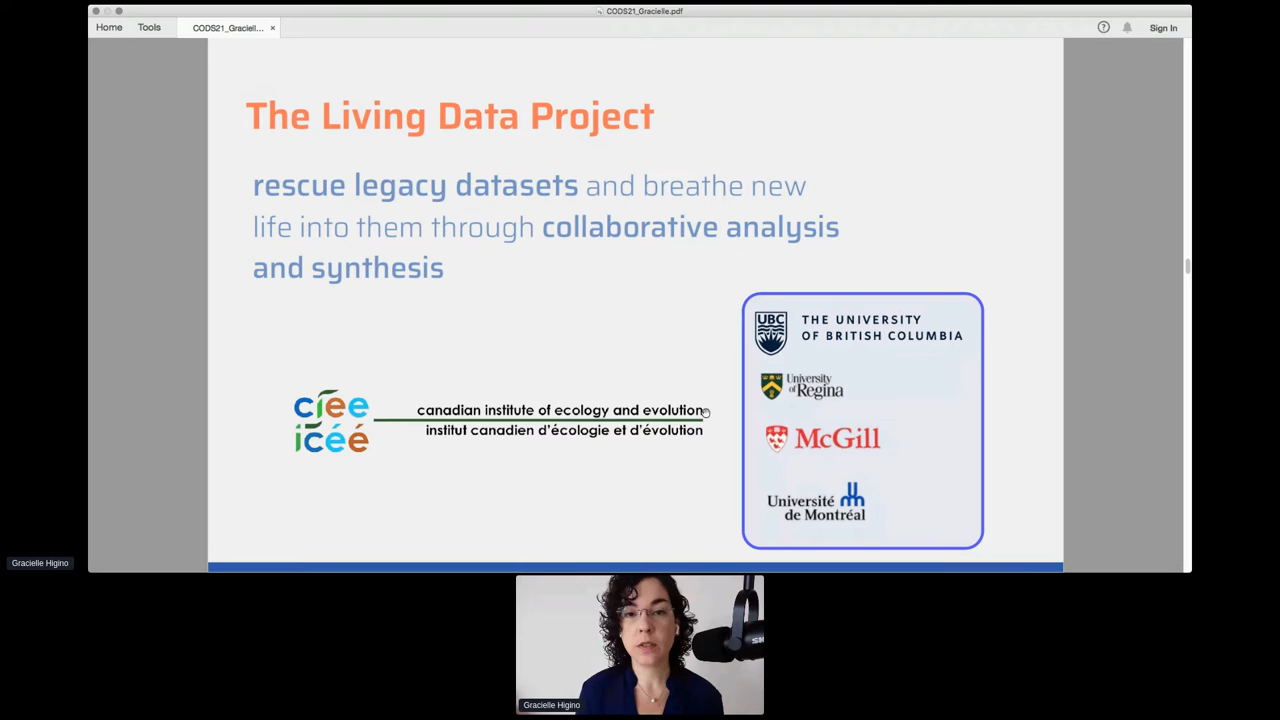 CODS21_Gracielle.pdf
Home Tools CODS21_Graciell... × Sign In
The Living Data Project
rescue legacy datasets and breathe new
life into them through collaborative analysis
and synthesis
ciee
icéé
canadian institute of ecology and evolution
institut canadien d'écologie et d'évolution
UBC
THE UNIVERSITY
OF BRITISH COLUMBIA
University
of Regina
McGill
Université
de Montréal
Gracielle Higino
Gracielle Higino